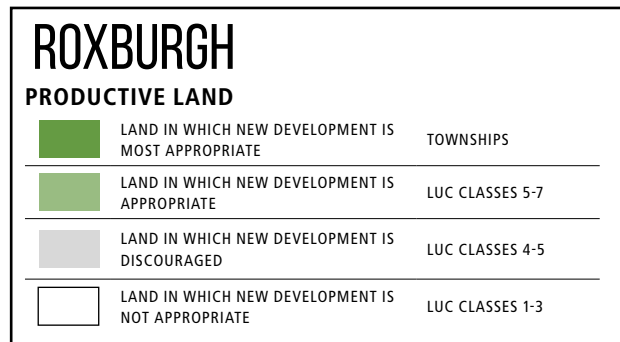 ROXBURGH
PRODUCTIVE LAND
LAND IN WHICH NEW DEVELOPMENT IS
MOST APPROPRIATE
TOWNSHIPS
LAND IN WHICH NEW DEVELOPMENT IS
APPROPRIATE
LUC CLASSES 5-7
LAND IN WHICH NEW DEVELOPMENT IS
DISCOURAGED
LUC CLASSES 4-5
LAND IN WHICH NEW DEVELOPMENT IS
NOT APPROPRIATE
LUC CLASSES 1-3